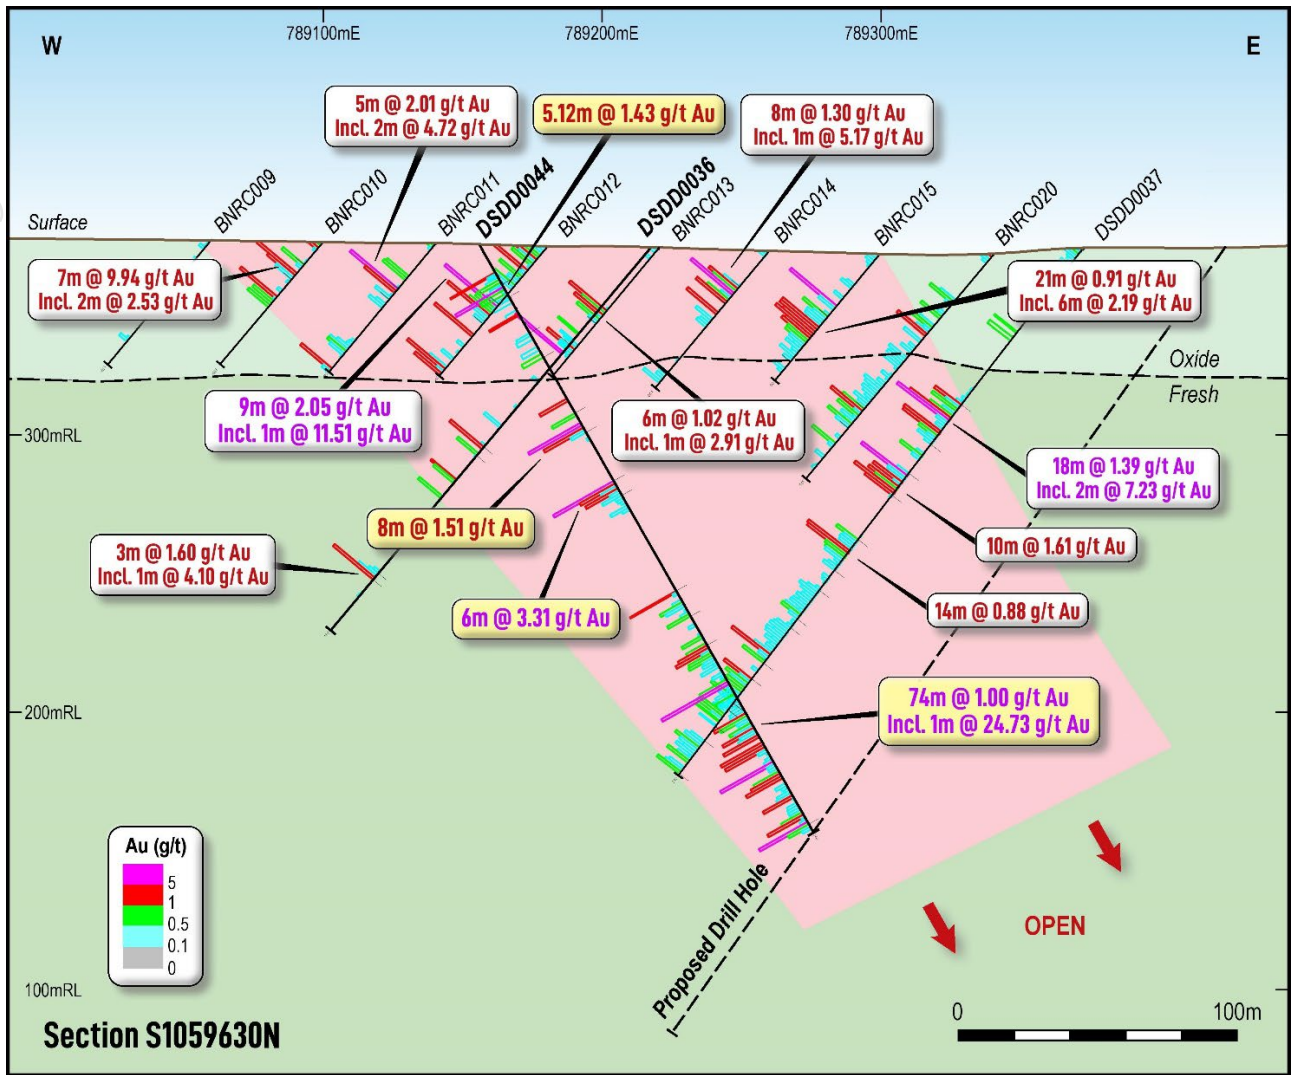 789100mE
789200mE
789300mE
W
E
5m @ 2.01 g/t Au
Incl. 2m @ 4.72 g/t Au
5.12m @ 1.43 g/t Au
8m @ 1.30 g/t Au
Incl. 1m @ 5.17 g/t Au
BNRC009
BNRC010
BNRC011
DSDD0044
BNRC012
DSDD0036
BNRC013
BNRC014
BNRC015
BNRC020
DSDD0037
Surface
7m @ 9.94 g/t Au
Incl. 2m @ 2.53 g/t Au
21m @ 0.91 g/t Au
Incl. 6m @ 2.19 g/t Au
Oxide
Fresh
9m @ 2.05 g/t Au
Incl. 1m @ 11.51 g/t Au
6m @ 1.02 g/t Au
Incl. 1m @ 2.91 g/t Au
300mRL
18m @ 1.39 g/t Au
Incl. 2m @ 7.23 g/t Au
8m @ 1.51 g/t Au
10m @ 1.61 g/t Au
3m @ 1.60 g/t Au
Incl. 1m @ 4.10 g/t Au
6m @ 3.31 g/t Au
14m @ 0.88 g/t Au
200mRL
74m @ 1.00 g/t Au
Incl. 1m @ 24.73 g/t Au
Au (g/t)
5
1
0.5
0.1
0
Proposed Drill Hole
OPEN
100mRL
Section S1059630N
0
100m